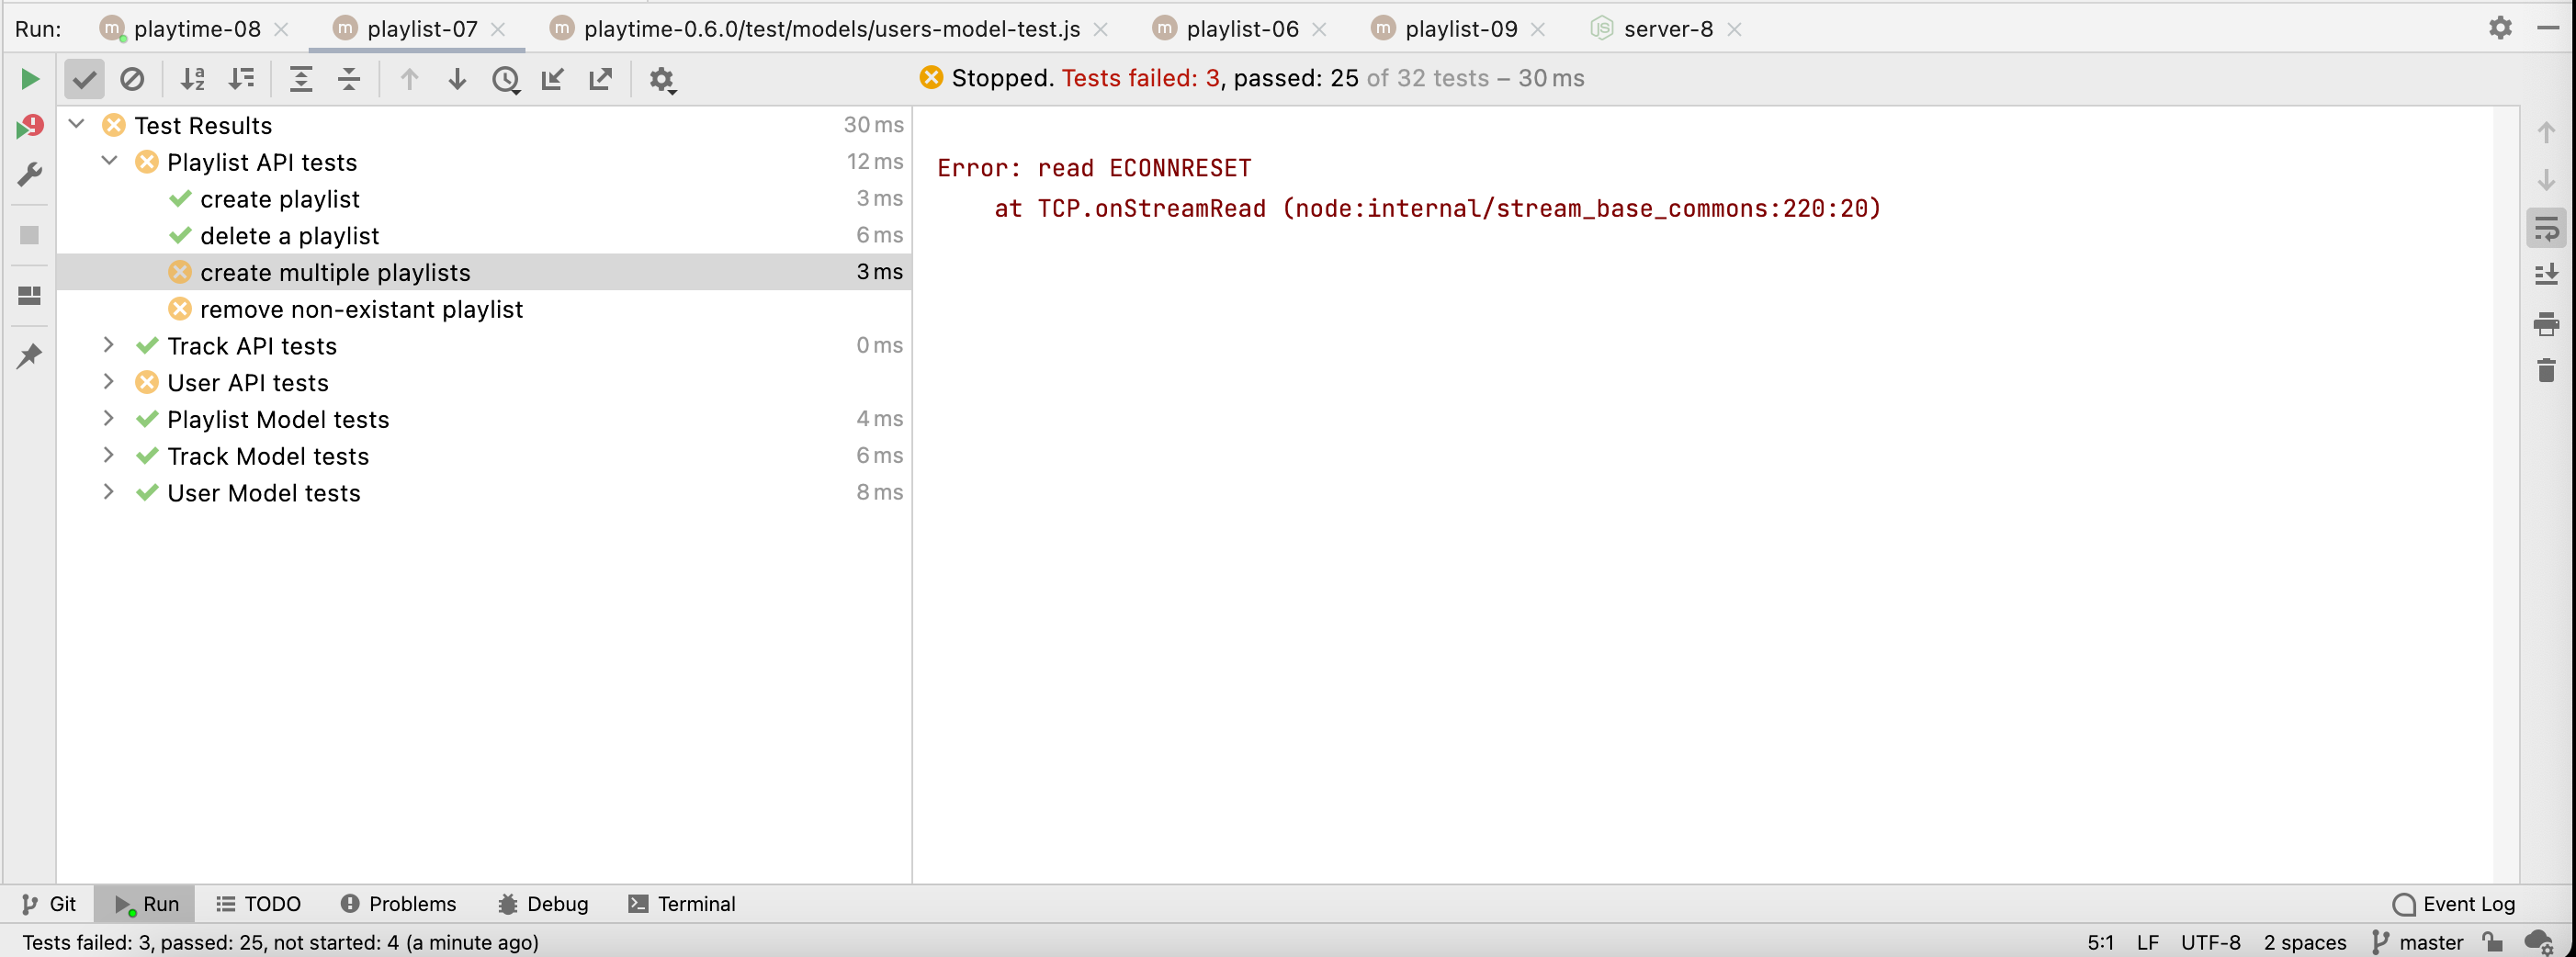 Run: playtime-08 playlist-07 playtime-0.6.0/test/models/users-model-test.js playlist-06 playlist-09 server-8
Stopped. Tests failed: 3, passed: 25 of 32 tests – 30 ms
Test Results 30 ms
Playlist API tests 12 ms
create playlist 3 ms
delete a playlist 6 ms
create multiple playlists 3 ms
remove non-existant playlist
Track API tests 0 ms
User API tests
Playlist Model tests 4 ms
Track Model tests 6 ms
User Model tests 8 ms
Error: read ECONNRESET
at TCP.onStreamRead (node:internal/stream_base_commons:220:20)
Git Run TODO Problems Debug Terminal Event Log
Tests failed: 3, passed: 25, not started: 4 (a minute ago) 5:1 LF UTF-8 2 spaces master